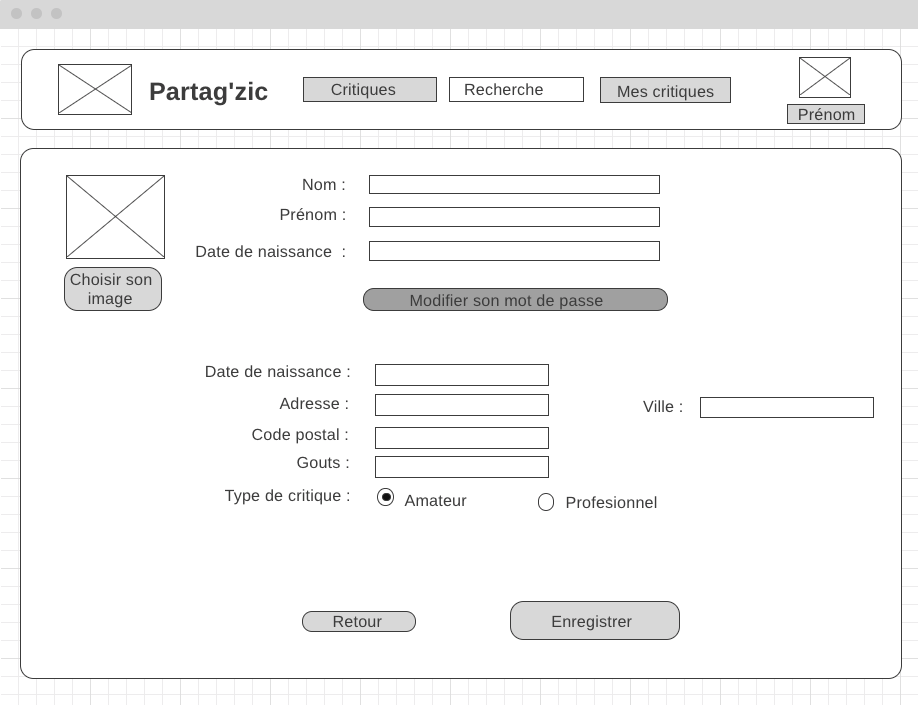 Partag'zic
Critiques
Recherche
Mes critiques
Prénom
Choisir son
image
Nom :
Prénom :
Date de naissance  :
Modifier son mot de passe
Date de naissance :
Adresse :
Ville :
Code postal :
Gouts :
Type de critique :
Amateur
Profesionnel
Retour
Enregistrer